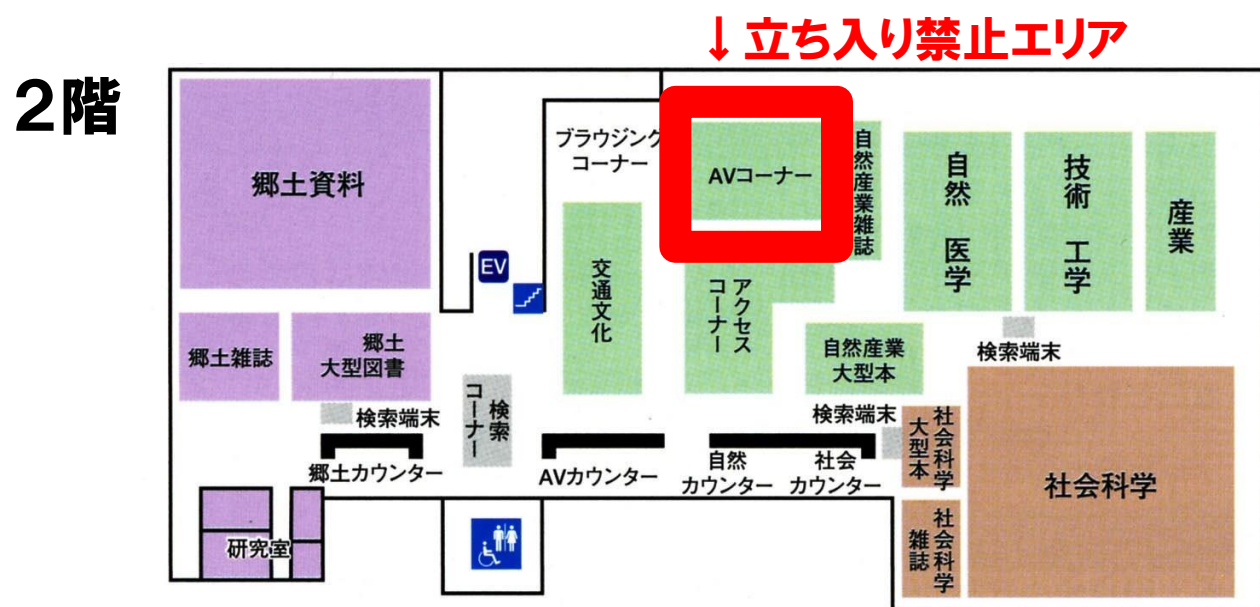 ↓立ち入り禁止エリア
2階
郷土資料
ブラウジング
コーナー
AVコーナー
自然産業雑誌
自然 医学
技術 工学
産業
EV
交通文化
アクセス
コーナー
郷土雑誌
郷土
大型図書
自然産業
大型本
検索端末
検索端末
検索
コーナー
検索端末
社会科学
大型本
郷土カウンター
AVカウンター
自然
カウンター
社会
カウンター
社会科学
社会科学
雑誌
研究室